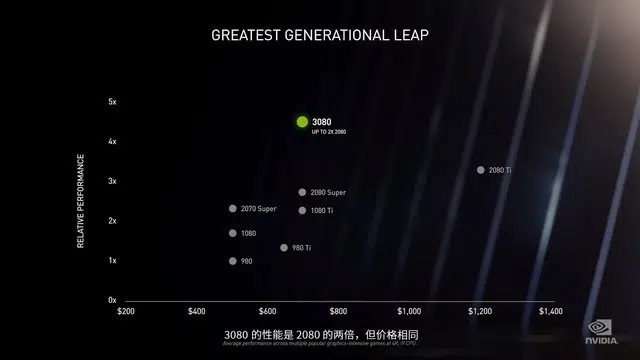 GREATEST GENERATIONAL LEAP
5x
4x
3x
2x
1x
0x
RELATIVE PERFORMANCE
3080
UP TO 2X 2080
2080 Ti
2080 Super
2070 Super
1080 Ti
1080
980 Ti
980
$200
$400
$600
$800
$1,000
$1,200
$1,400
3080 的性能是 2080 的两倍，但价格相同
Average performance across multiple popular graphics-intensive games at 4K, i9 CPU.
NVIDIA.